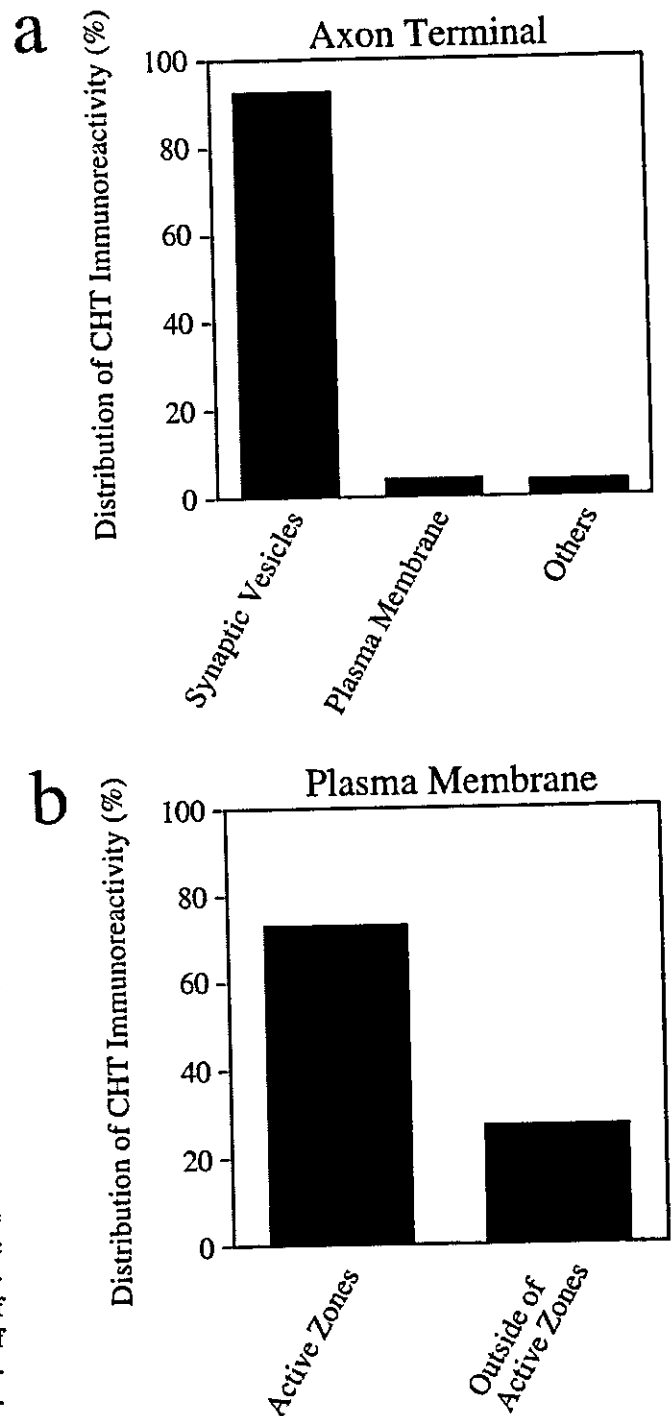 a
Axon Terminal
Distribution of CHT Immunoreactivity (%)
100
80
60
40
20
0
Synaptic Vesicles
Plasma Membrane
Others
b
Plasma Membrane
Distribution of CHT Immunoreactivity (%)
100
80
60
40
20
0
Active Zones
Outside of
Active Zones